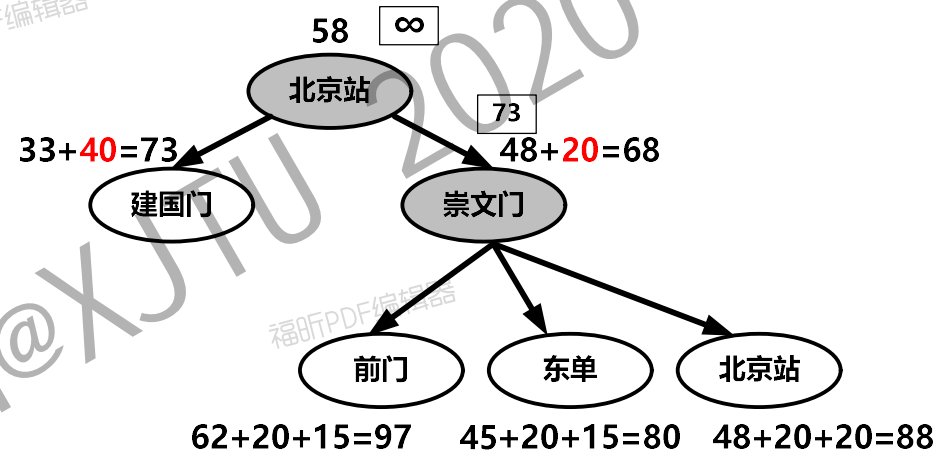 58 ∞
北京站
73
33+40=73
48+20=68
建国门
崇文门
前门
东单
北京站
62+20+15=97
45+20+15=80
48+20+20=88
@XJTU 2020
福昕PDF编辑器
编辑器